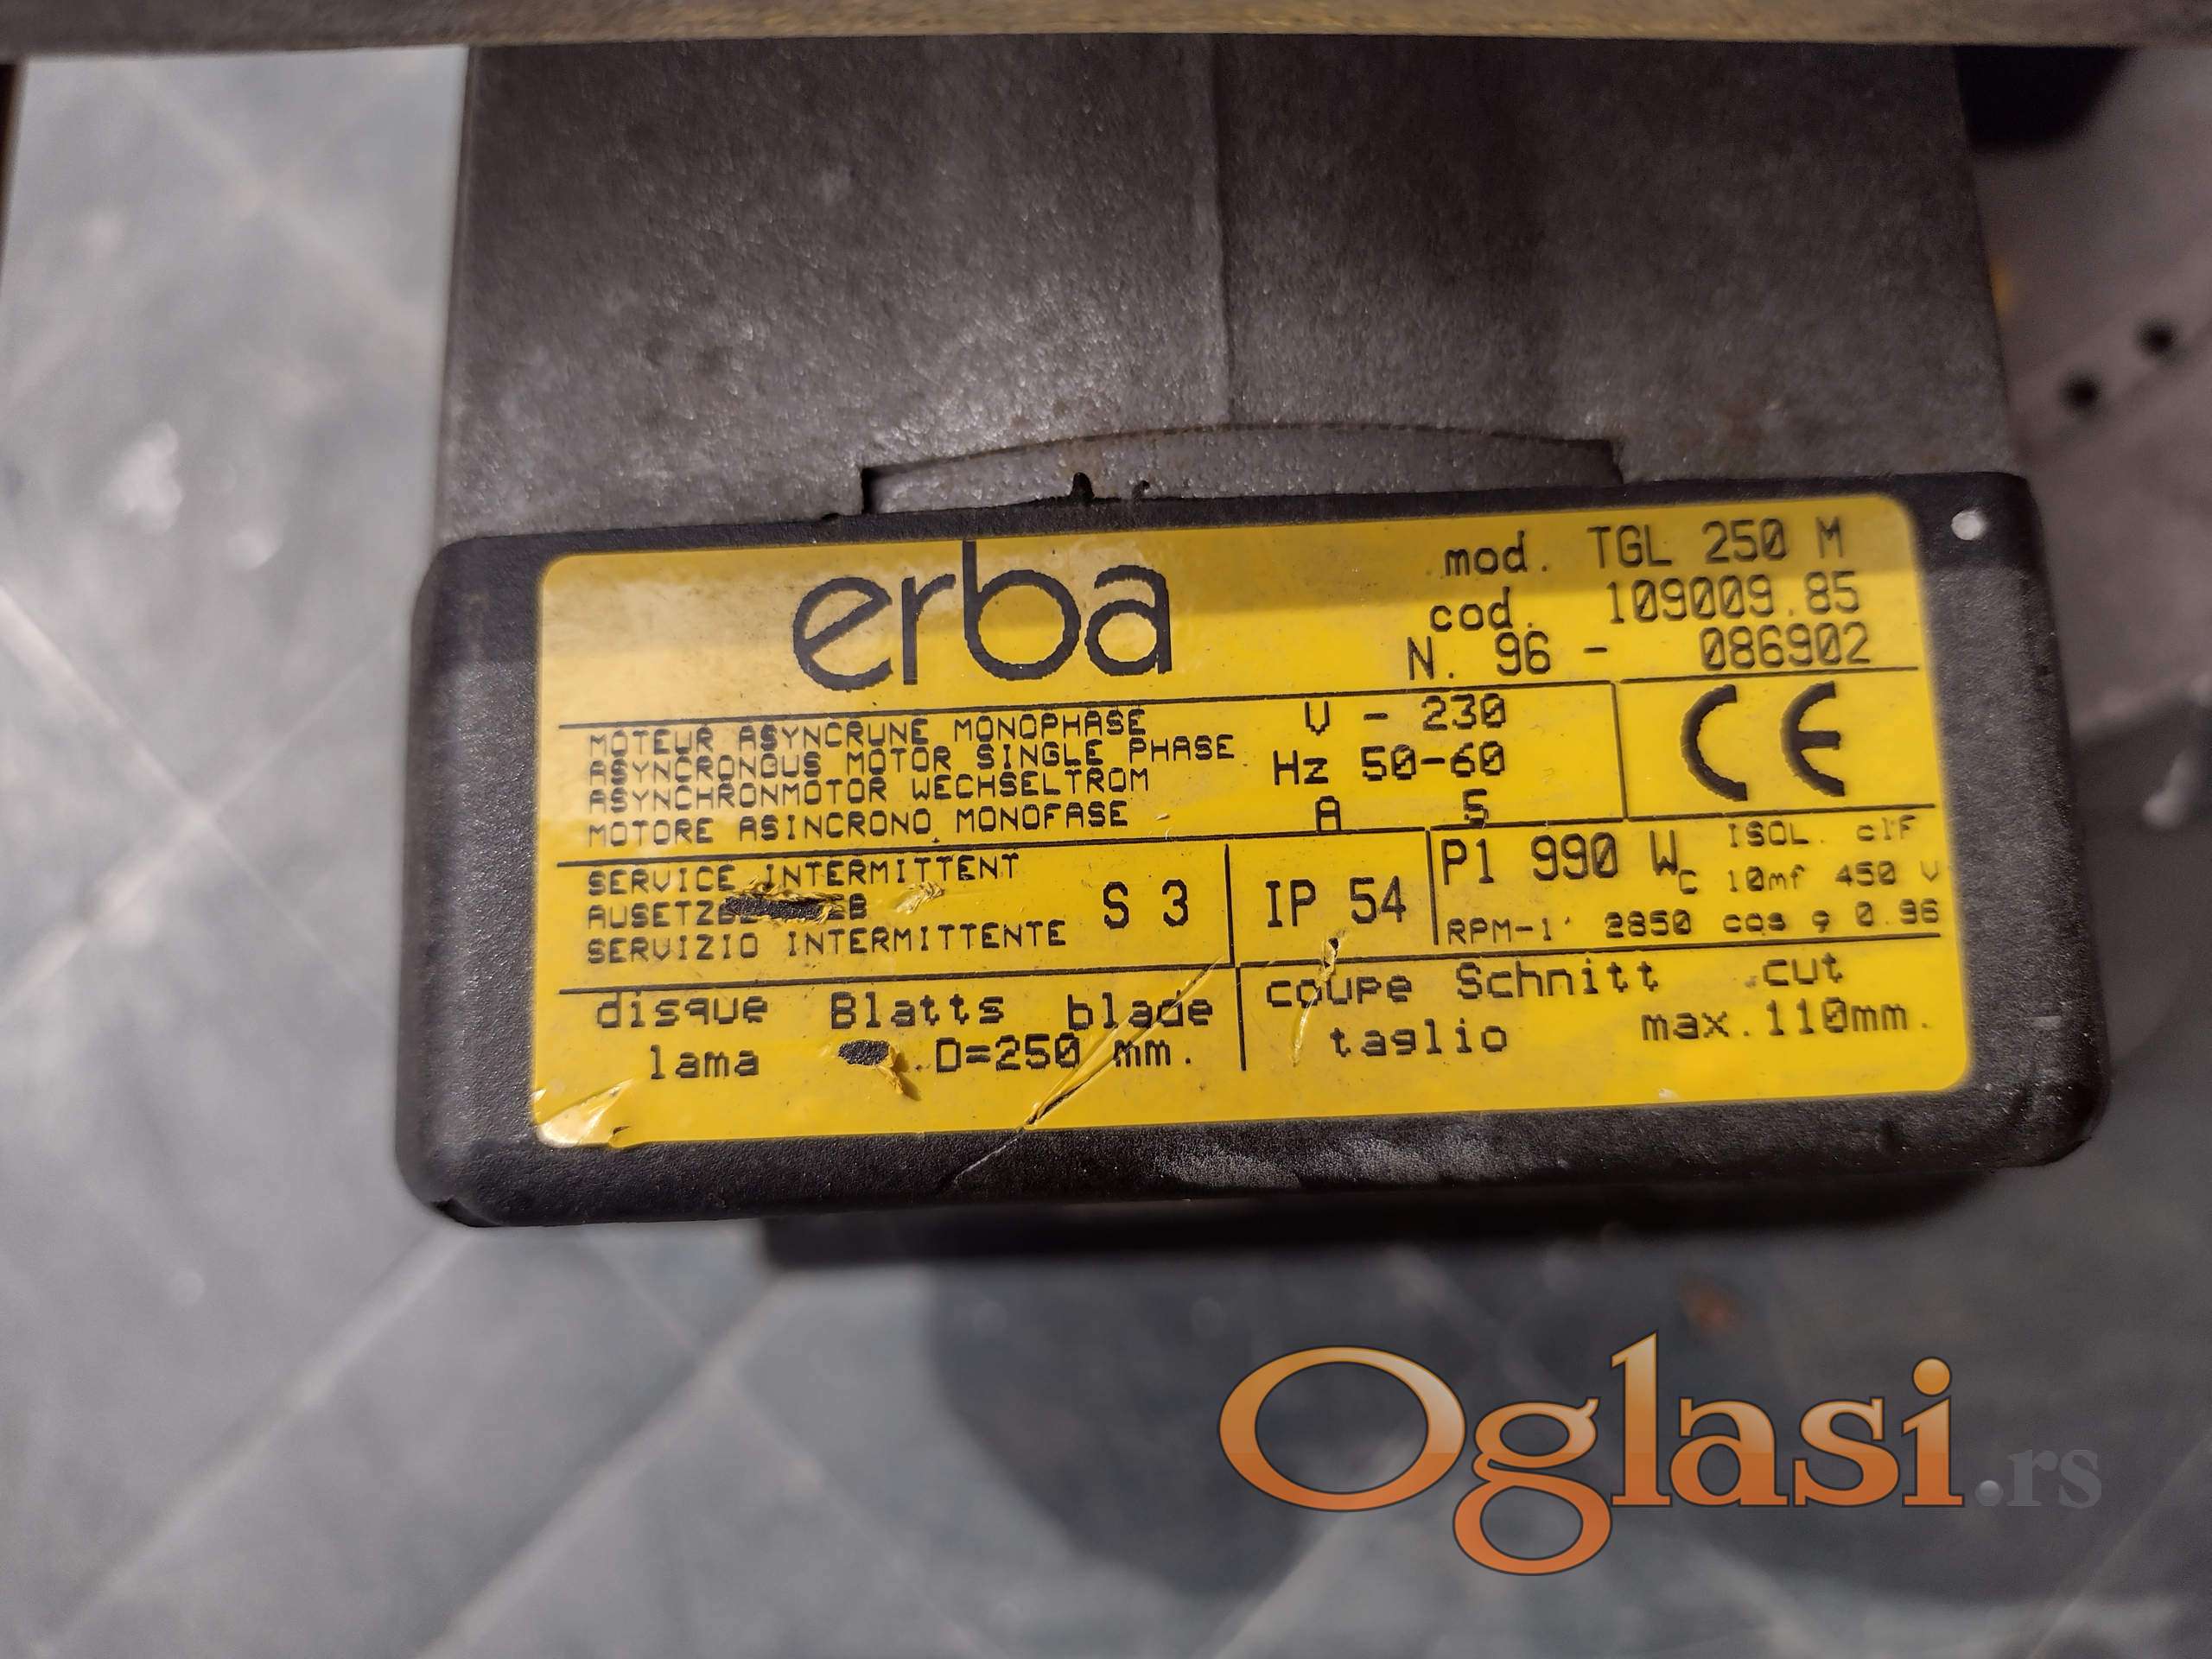 erba
mod. TGL 250 M
cod. 109009.85
N. 96 - 086902
MOTEUR ASYNCRUNE MONOPHASE
ASYNCRONOUS MOTOR SINGLE PHASE
ASYNCHRONMOTOR WECHSELTROM
MOTORE ASINCRONO MONOFASE
V - 230
Hz 50-60
A 5
CE
SERVICE INTERMITTENT
SERVIZIO INTERMITTENTE
S 3
IP 54
P1 990 W
ISOL. clF
C 10mf 450 V
RPM-1' 2850 cos φ 0.96
disque Blatts blade
lama D=250 mm.
coupe Schnitt cut
taglio max. 110mm.
Oglasi.rs